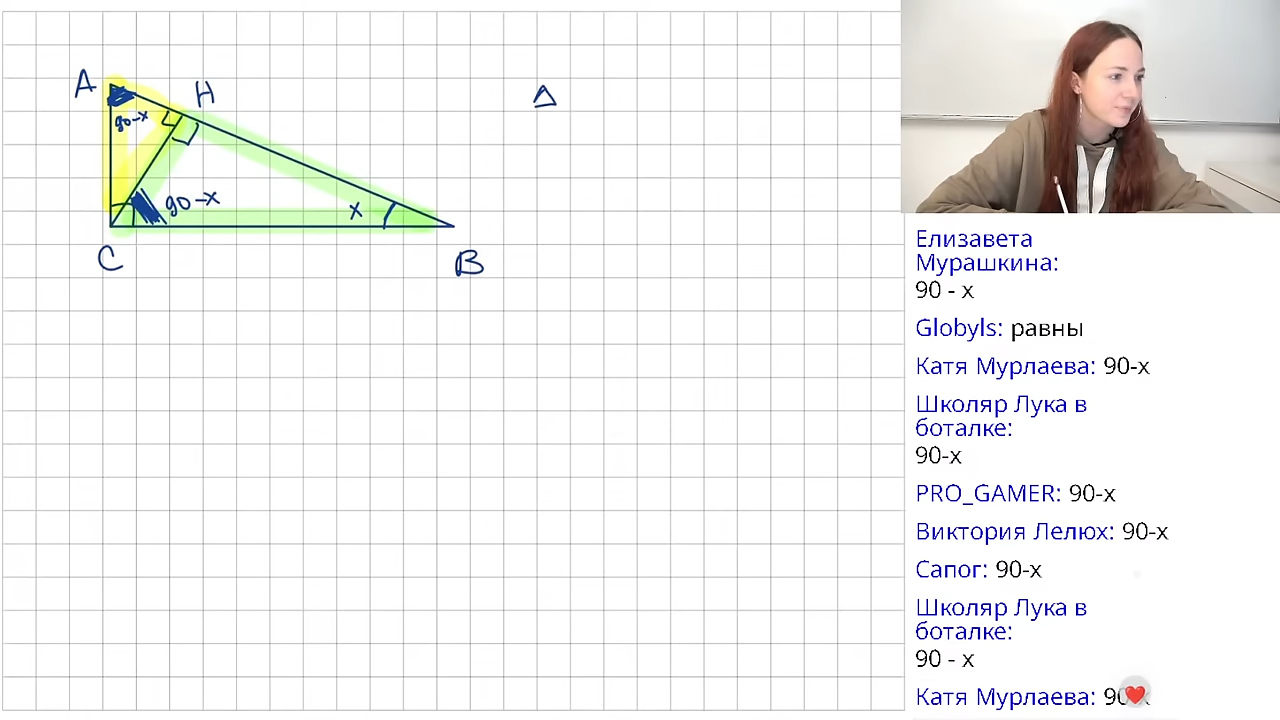 A
H
Δ
90-x
90-x
x
C
B
Елизавета
Мурашкина:
90 - x
Globyls: равны
Катя Мурлаева: 90-x
Школяр Лука в
боталке:
90-x
PRO_GAMER: 90-x
Виктория Лелюх: 90-x
Сапог: 90-x
Школяр Лука в
боталке:
90 - x
Катя Мурлаева: